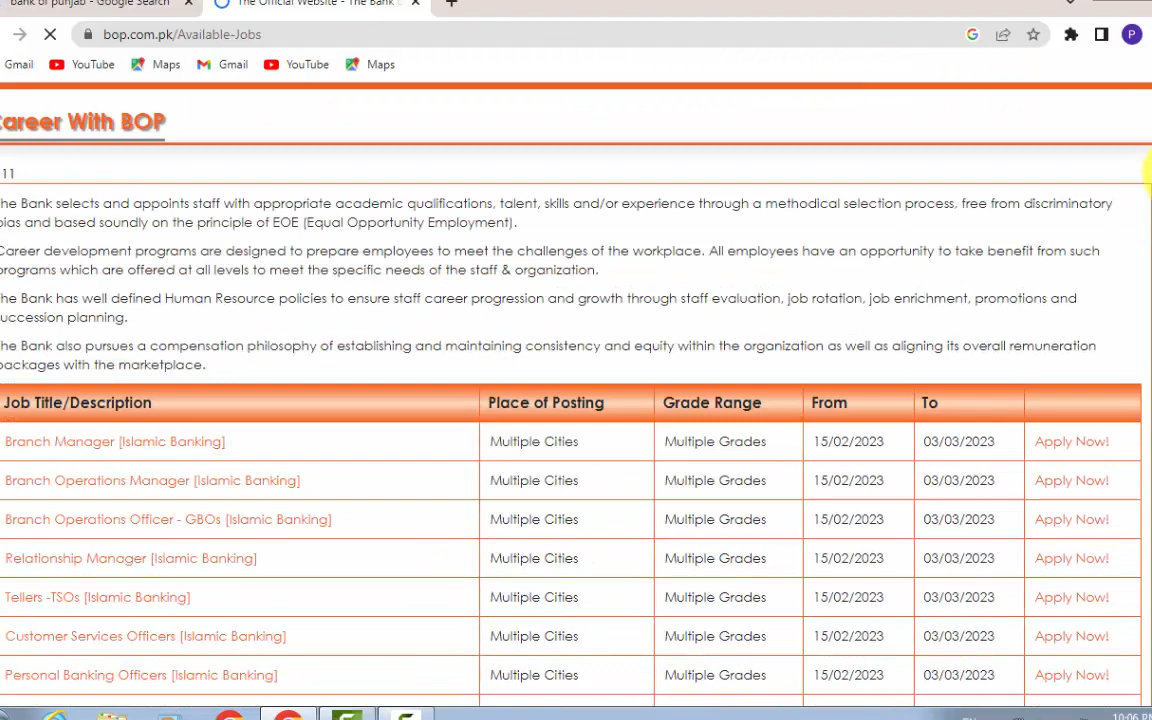 bank of punjab - Google Search
The Official Website - The Bank
bop.com.pk/Available-Jobs
P
Gmail YouTube Maps Gmail YouTube Maps
areer With BOP
11
he Bank selects and appoints staff with appropriate academic qualifications, talent, skills and/or experience through a methodical selection process, free from discriminatory
bias and based soundly on the principle of EOE (Equal Opportunity Employment).
Career development programs are designed to prepare employees to meet the challenges of the workplace. All employees have an opportunity to take benefit from such
programs which are offered at all levels to meet the specific needs of the staff & organization.
he Bank has well defined Human Resource policies to ensure staff career progression and growth through staff evaluation, job rotation, job enrichment, promotions and
uccession planning.
he Bank also pursues a compensation philosophy of establishing and maintaining consistency and equity within the organization as well as aligning its overall remuneration
packages with the marketplace.
Job Title/Description Place of Posting Grade Range From To
Branch Manager [Islamic Banking] Multiple Cities Multiple Grades 15/02/2023 03/03/2023 Apply Now!
Branch Operations Manager [Islamic Banking] Multiple Cities Multiple Grades 15/02/2023 03/03/2023 Apply Now!
Branch Operations Officer - GBOs [Islamic Banking] Multiple Cities Multiple Grades 15/02/2023 03/03/2023 Apply Now!
Relationship Manager [Islamic Banking] Multiple Cities Multiple Grades 15/02/2023 03/03/2023 Apply Now!
Tellers -TSOs [Islamic Banking] Multiple Cities Multiple Grades 15/02/2023 03/03/2023 Apply Now!
Customer Services Officers [Islamic Banking] Multiple Cities Multiple Grades 15/02/2023 03/03/2023 Apply Now!
Personal Banking Officers [Islamic Banking] Multiple Cities Multiple Grades 15/02/2023 03/03/2023 Apply Now!
10:06 PM